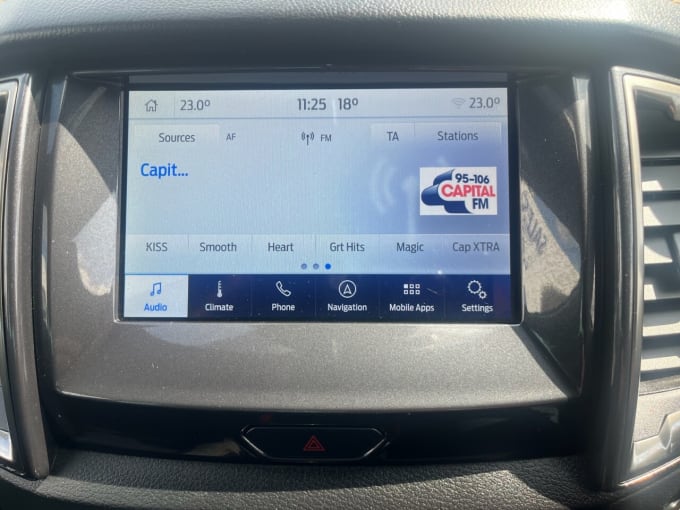 23.0° 11:25 18° 23.0°
Sources AF FM TA Stations
Capit...
95-106
CAPITAL
FM
KISS Smooth Heart Grt Hits Magic Cap XTRA
Audio Climate Phone Navigation Mobile Apps Settings